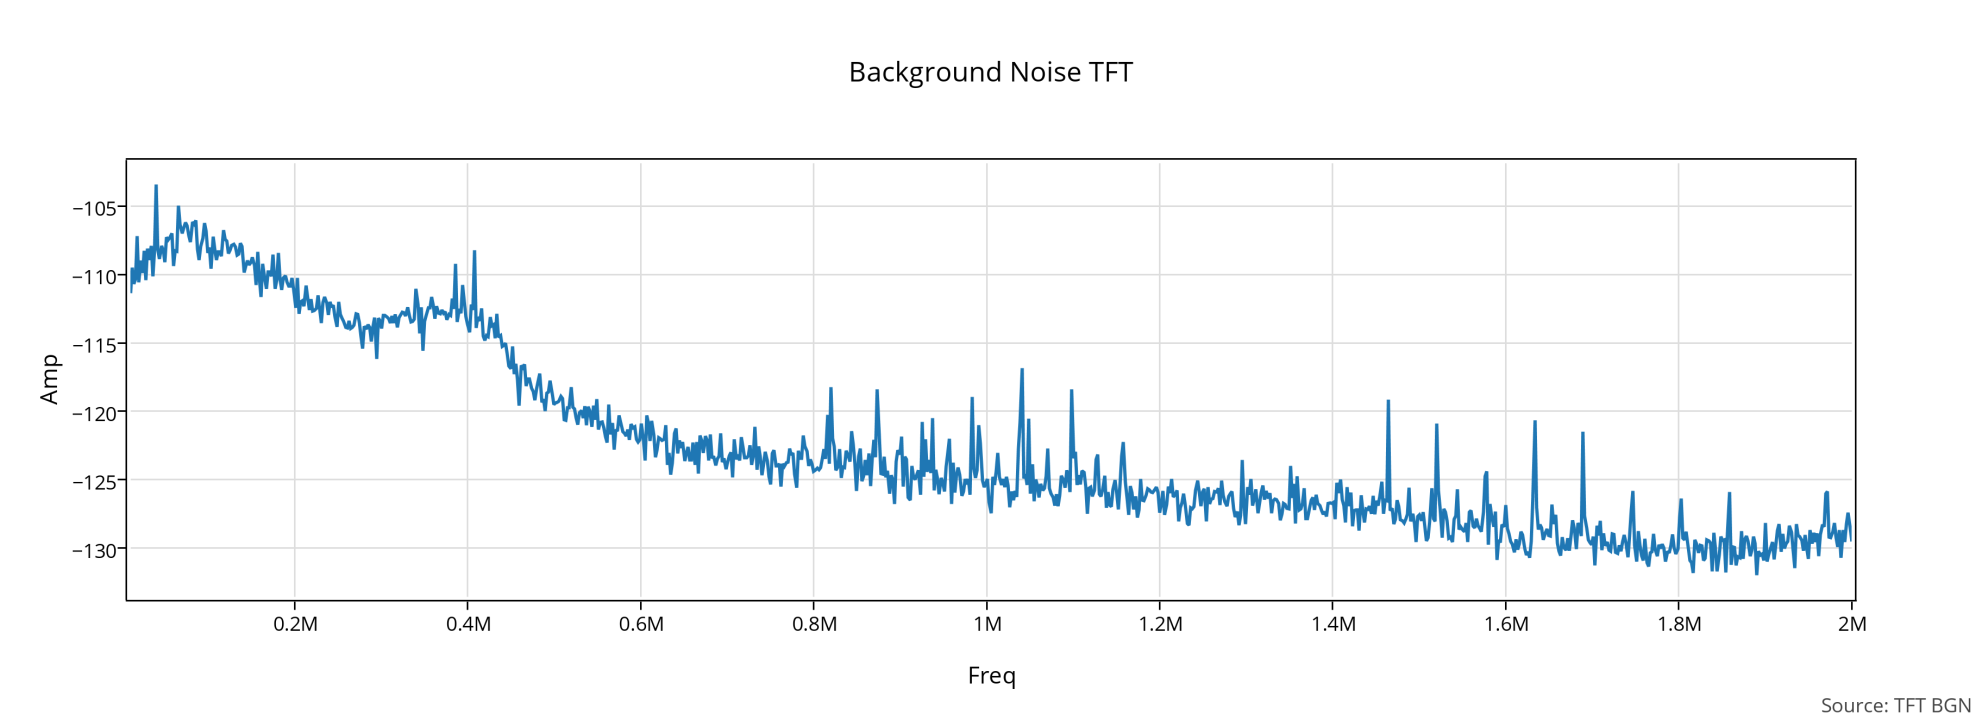 Background Noise TFT
Amp
−105
−110
−115
−120
−125
−130
0.2M 0.4M 0.6M 0.8M 1M 1.2M 1.4M 1.6M 1.8M 2M
Freq
Source: TFT BGN